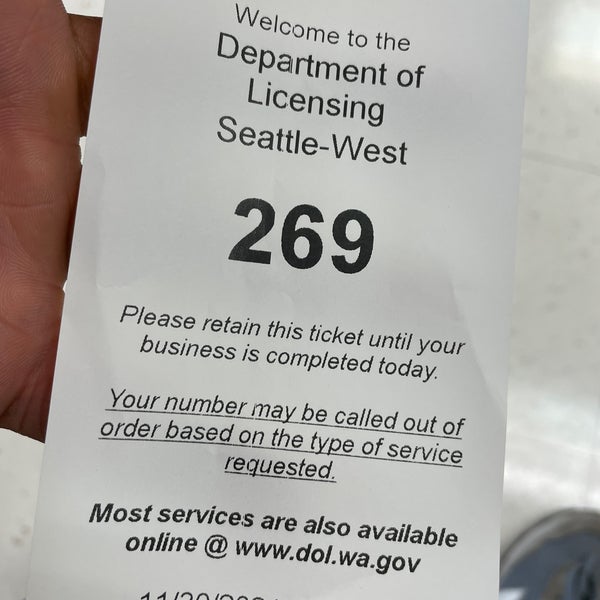 Welcome to the
Department of
Licensing
Seattle-West
269
Please retain this ticket until your
business is completed today.
Your number may be called out of
order based on the type of service
requested.
Most services are also available
online @ www.dol.wa.gov